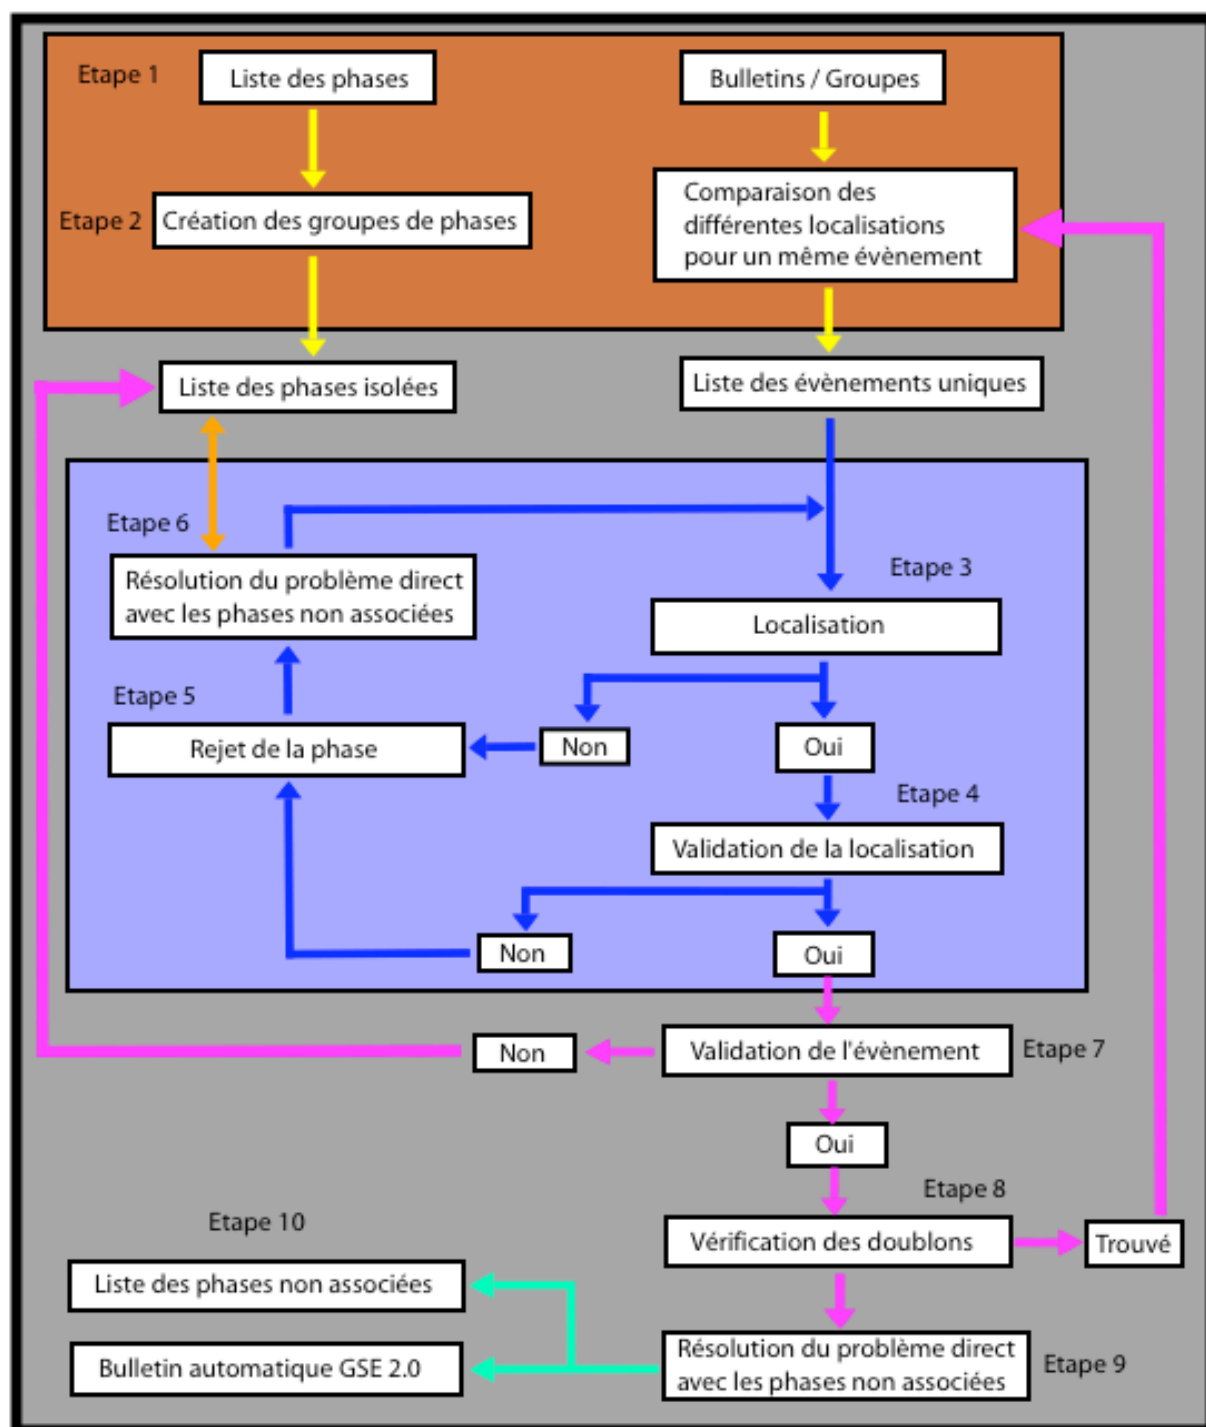 Etape 1
Liste des phases
Bulletins / Groupes
Etape 2
Création des groupes de phases
Comparaison des
différentes localisations
pour un même évènement
Liste des phases isolées
Liste des évènements uniques
Etape 6
Résolution du problème direct
avec les phases non associées
Etape 3
Localisation
Etape 5
Rejet de la phase
Non
Oui
Etape 4
Validation de la localisation
Non
Oui
Non
Validation de l'évènement
Etape 7
Oui
Etape 8
Vérification des doublons
Trouvé
Etape 10
Liste des phases non associées
Bulletin automatique GSE 2.0
Résolution du problème direct
avec les phases non associées
Etape 9